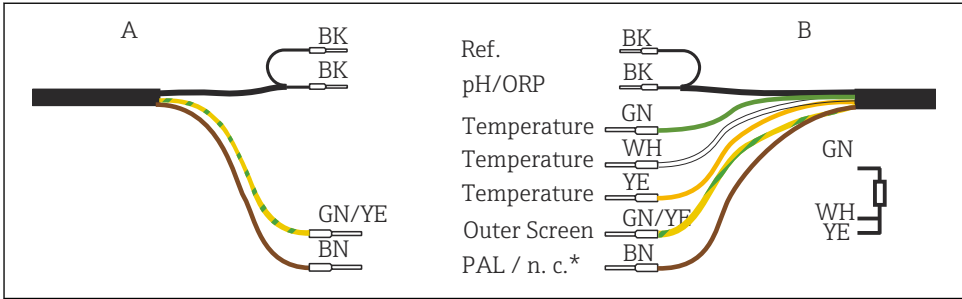 A
BK
BK
GN/YE
BN
B
Ref. BK
pH/ORP BK
Temperature GN
Temperature WH
Temperature YE
Outer Screen GN/YE
PAL / n. c.* BN
GN
WH
YE